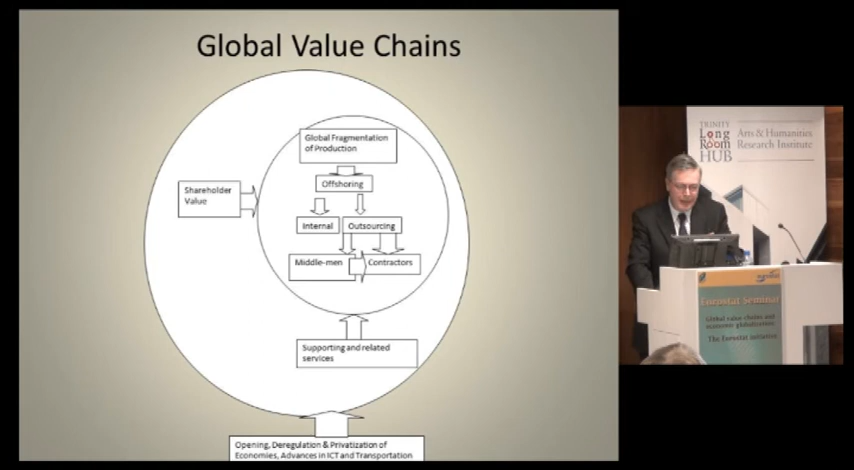 Global Value Chains
Global Fragmentation
of Production
Offshoring
Shareholder
Value
Internal
Outsourcing
Middle-men
Contractors
Supporting and related
services
Opening, Deregulation & Privatization of
Economies, Advances in ICT and Transportation
TRINITY
LONG
ROOM
HUB
Arts & Humanities
Research Institute
Eurostat Seminar
Global value chains and
economic globalization
The Eurostat initiative